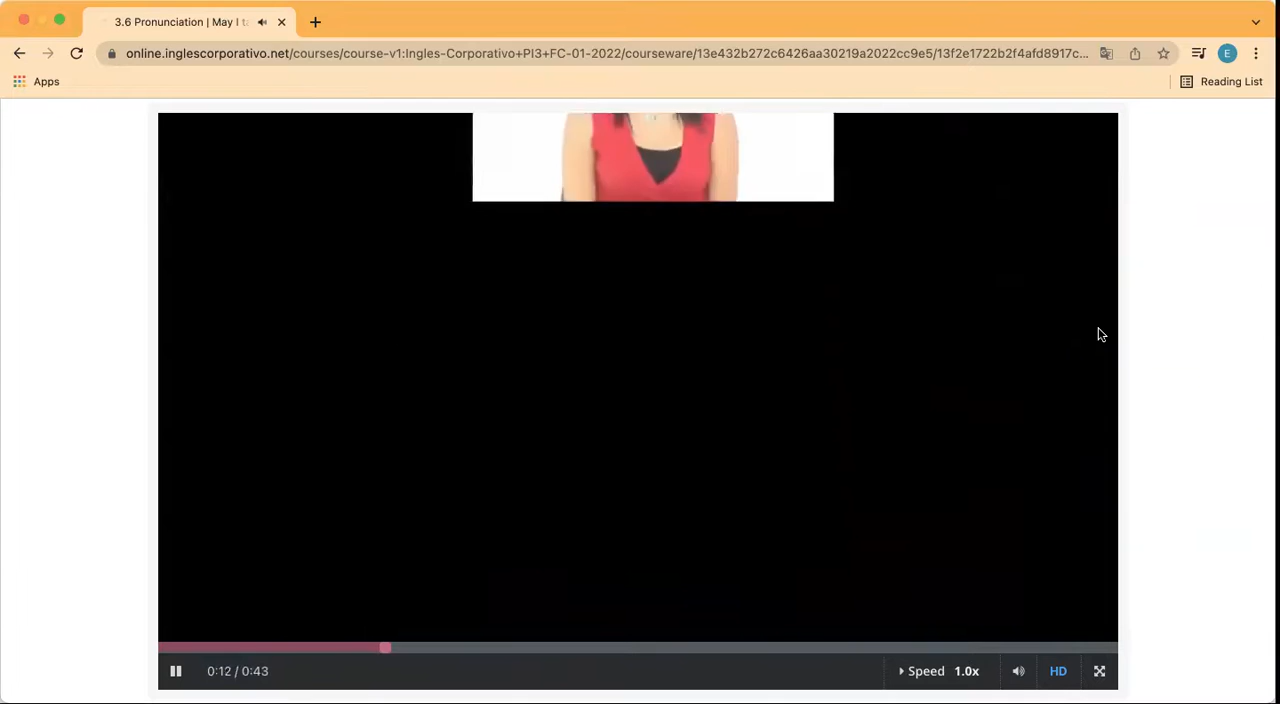 3.6 Pronunciation | May I ta
online.inglescorporativo.net/courses/course-v1:Ingles-Corporativo+PI3+FC-01-2022/courseware/13e432b272c6426aa30219a2022cc9e5/13f2e1722b2f4afd8917c...
E
Apps
Reading List
0:12 / 0:43
Speed 1.0x
HD